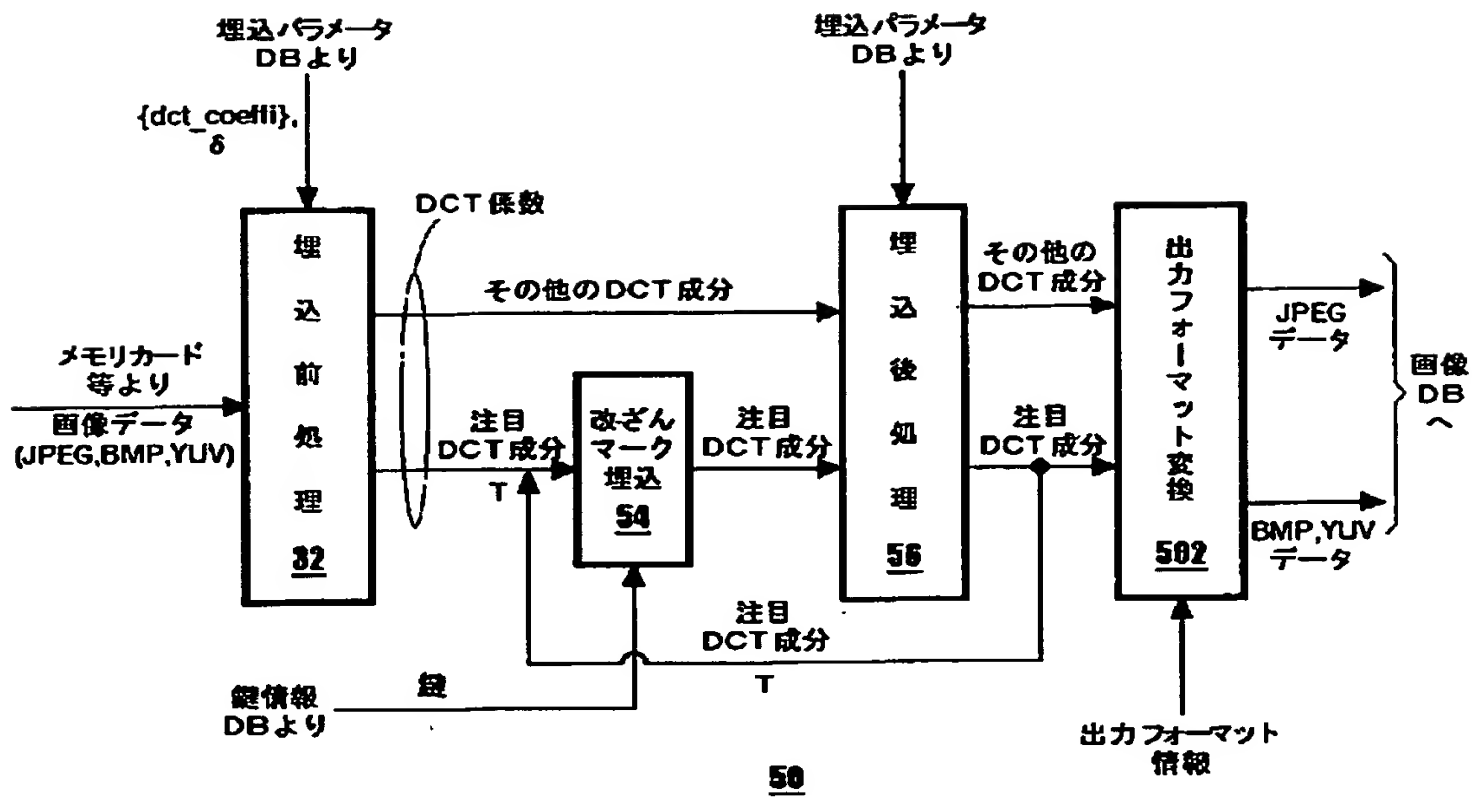 埋込パラメータ
DBより
{dct_coeffi},
δ
埋込パラメータ
DBより
DCT係数
埋込前処理
32
その他のDCT成分
メモリカード
等より
画像データ
(JPEG,BMP,YUV)
注目
DCT成分
T
改ざん
マーク
埋込
54
注目
DCT成分
埋込後処理
56
その他の
DCT成分
注目
DCT成分
出力フォーマット変換
502
JPEG
データ
BMP,YUV
データ
画像
DB
へ
注目
DCT成分
T
鍵情報
DBより
鍵
出力フォーマット
情報
50